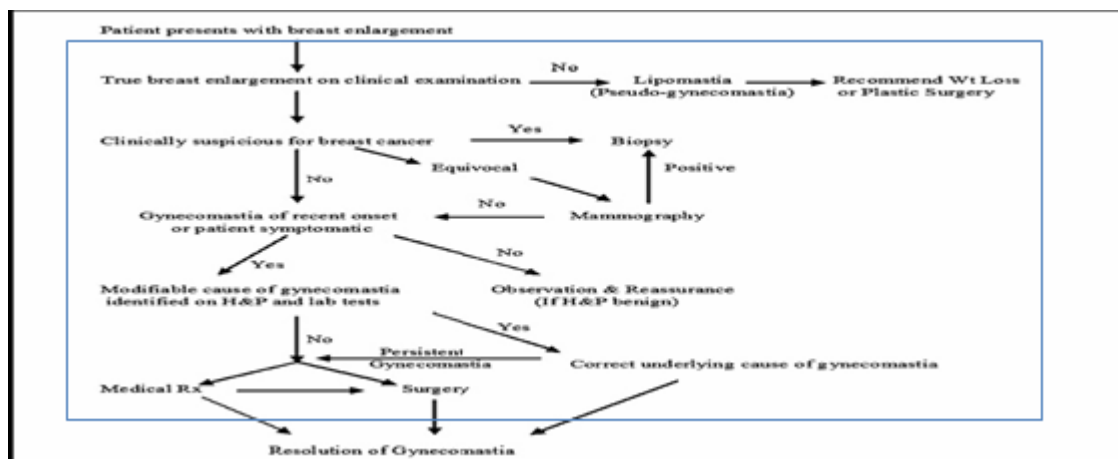 Patient presents with breast enlargement
True breast enlargement on clinical examination
No
Lipomastia
(Pseudo-gynecomastia)
Recommend Wt Loss
or Plastic Surgery
Clinically suspicious for breast cancer
Yes
Biopsy
Equivocal
Positive
No
Gynecomastia of recent onset
or patient symptomatic
No
Mammography
Yes
No
Modifiable cause of gynecomastia
identified on H&P and lab tests
Observation & Reassurance
(If H&P benign)
No
Yes
Persistent
Gynecomastia
Correct underlying cause of gynecomastia
Medical Rx
Surgery
Resolution of Gynecomastia